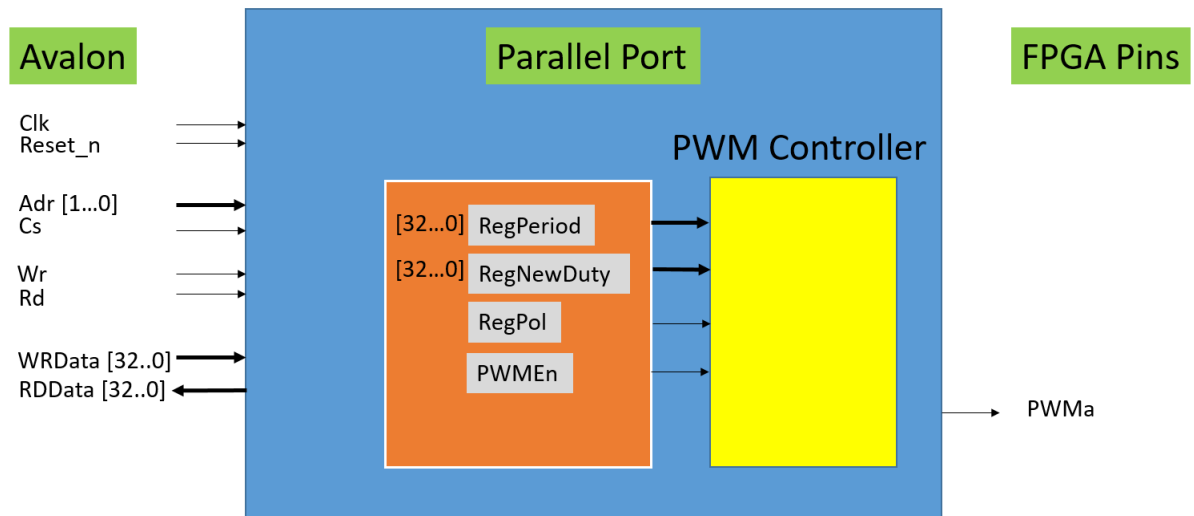 Avalon
Parallel Port
FPGA Pins
Clk
Reset_n
PWM Controller
Adr [1...0]
Cs
[32...0] RegPeriod
Wr
[32...0] RegNewDuty
Rd
RegPol
WRData [32..0]
PWMEn
RDData [32..0]
PWMa